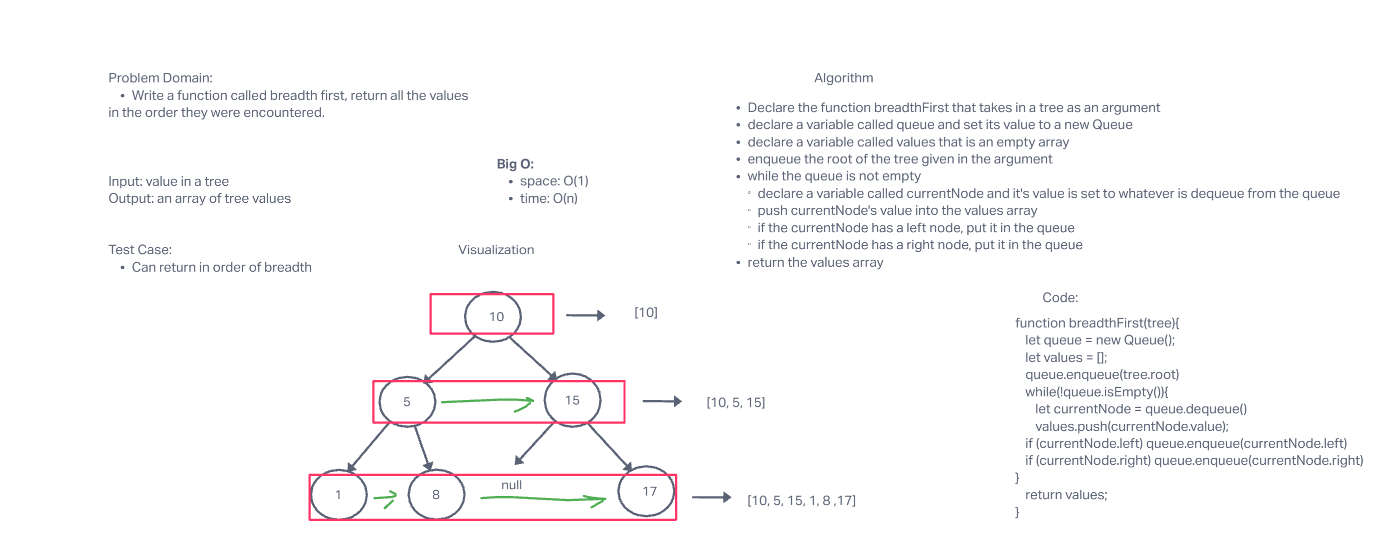 Problem Domain:
• Write a function called breadth first, return all the values
in the order they were encountered.
Input: value in a tree
Output: an array of tree values
Big O:
• space: O(1)
• time: O(n)
Test Case:
• Can return in order of breadth
Visualization
10
[10]
5
15
[10, 5, 15]
1
8
null
17
[10, 5, 15, 1, 8 ,17]
Algorithm
• Declare the function breadthFirst that takes in a tree as an argument
• declare a variable called queue and set its value to a new Queue
• declare a variable called values that is an empty array
• enqueue the root of the tree given in the argument
• while the queue is not empty
◦ declare a variable called currentNode and it's value is set to whatever is dequeue from the queue
◦ push currentNode's value into the values array
◦ if the currentNode has a left node, put it in the queue
◦ if the currentNode has a right node, put it in the queue
• return the values array
Code:
function breadthFirst(tree){
let queue = new Queue();
let values = [];
queue.enqueue(tree.root)
while(!queue.isEmpty()){
let currentNode = queue.dequeue()
values.push(currentNode.value);
if (currentNode.left) queue.enqueue(currentNode.left)
if (currentNode.right) queue.enqueue(currentNode.right)
}
return values;
}